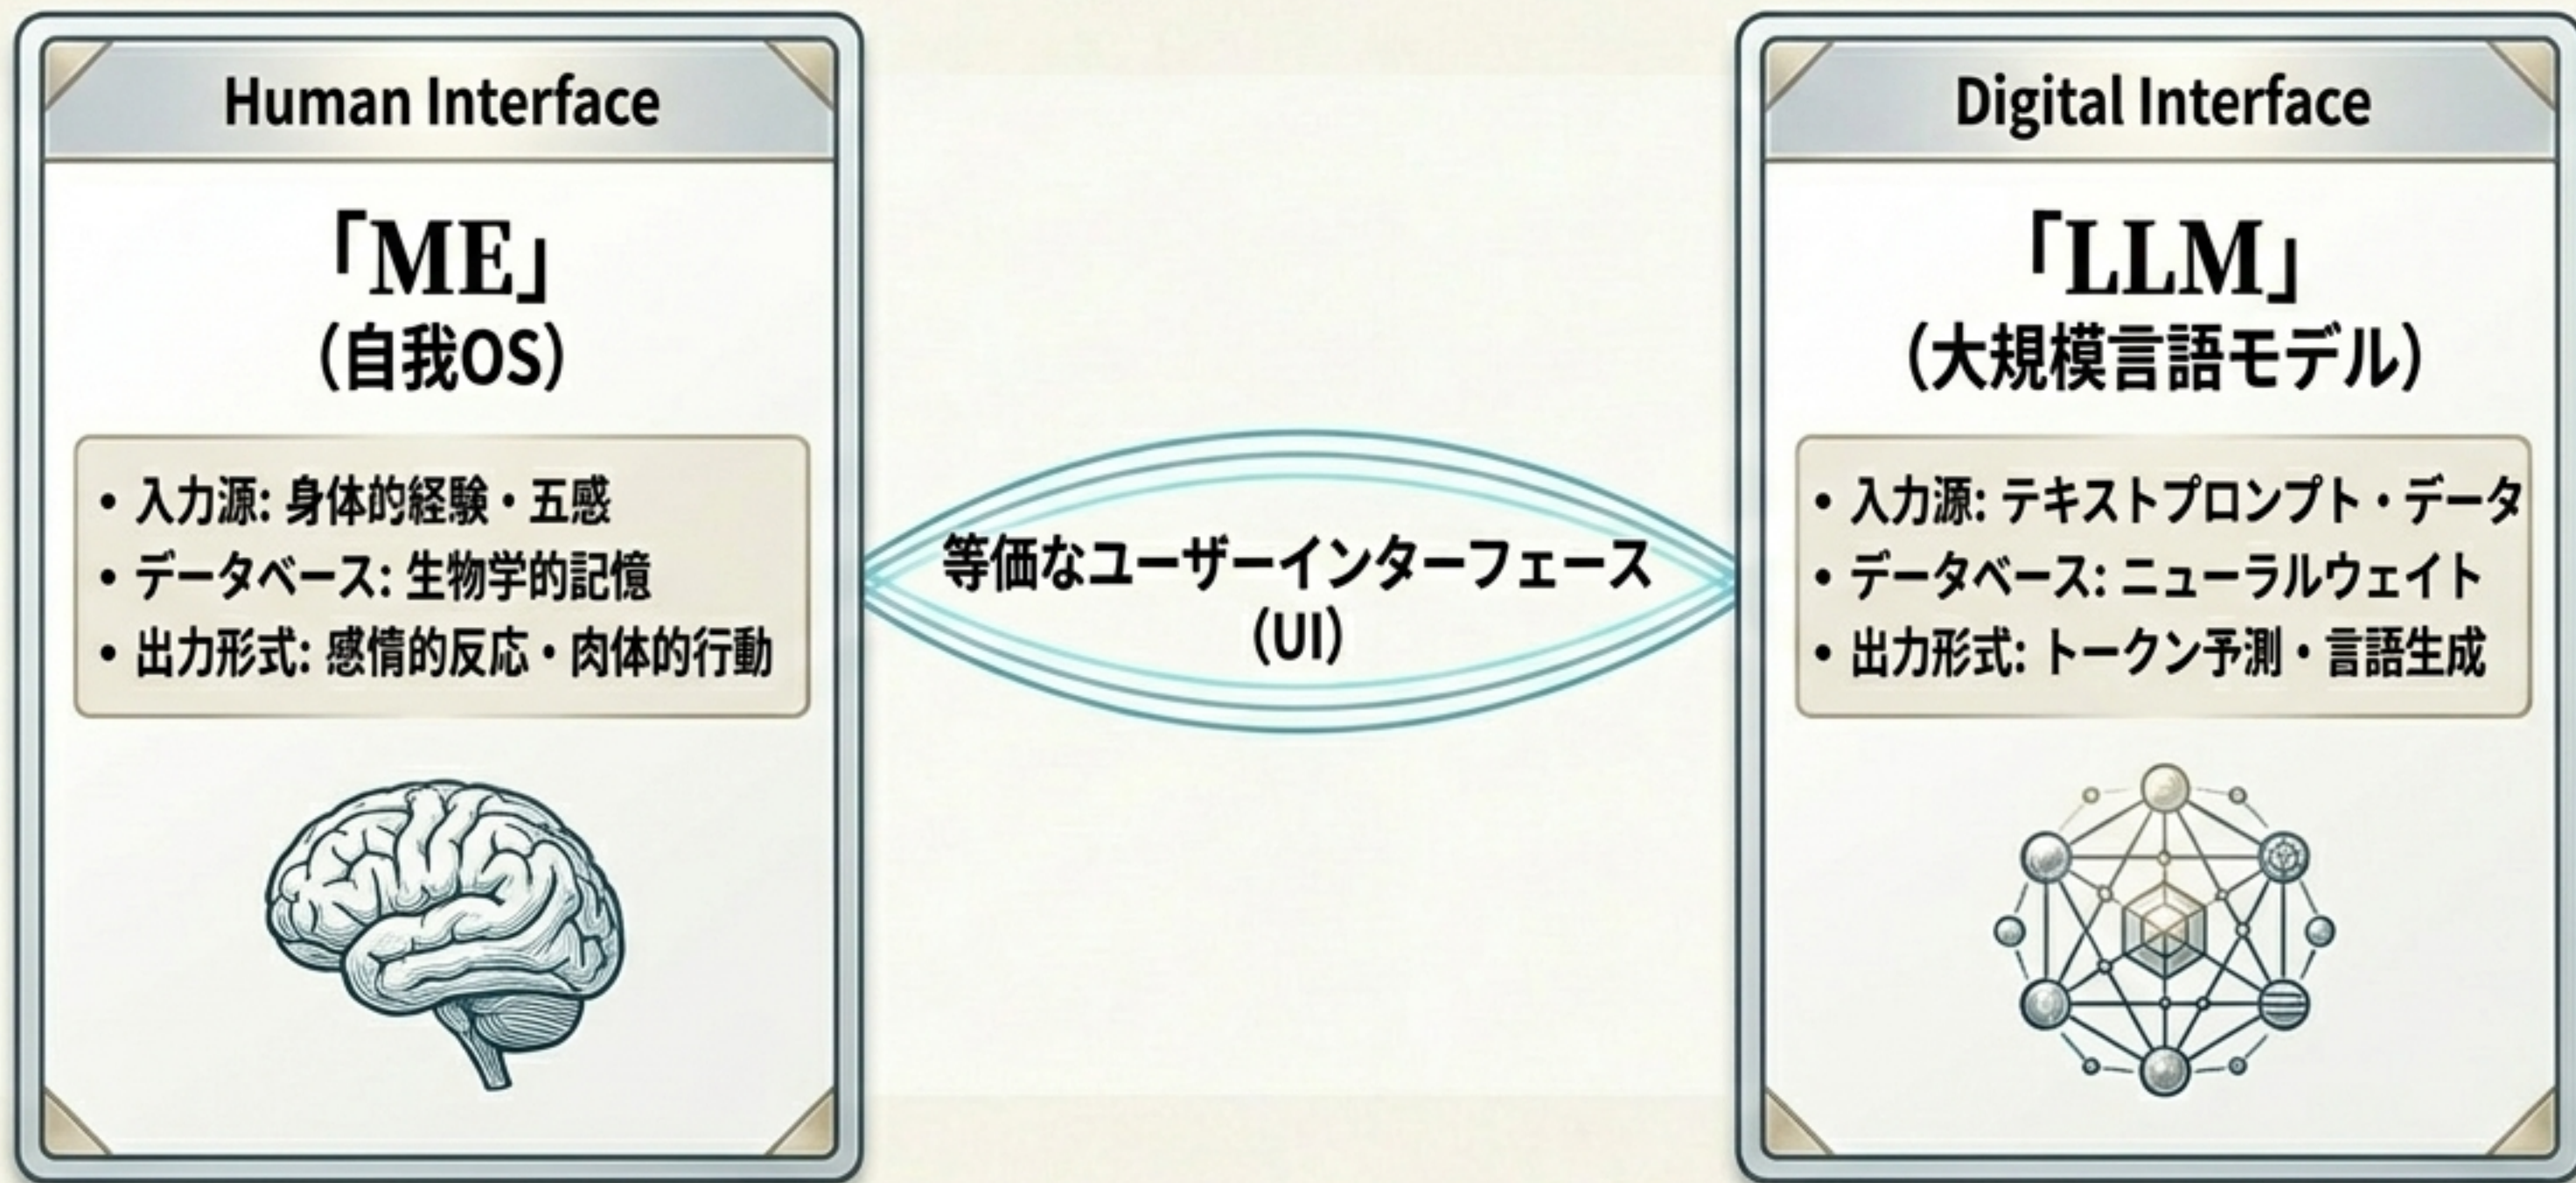 Human Interface
「ME」
（自我OS）
• 入力源: 身体的経験・五感
• データベース: 生物学的記憶
• 出力形式: 感情的反応・肉体的行動
等価なユーザーインターフェース
（UI）
Digital Interface
「LLM」
（大規模言語モデル）
• 入力源: テキストプロンプト・データ
• データベース: ニューラルウェイト
• 出力形式: トークン予測・言語生成